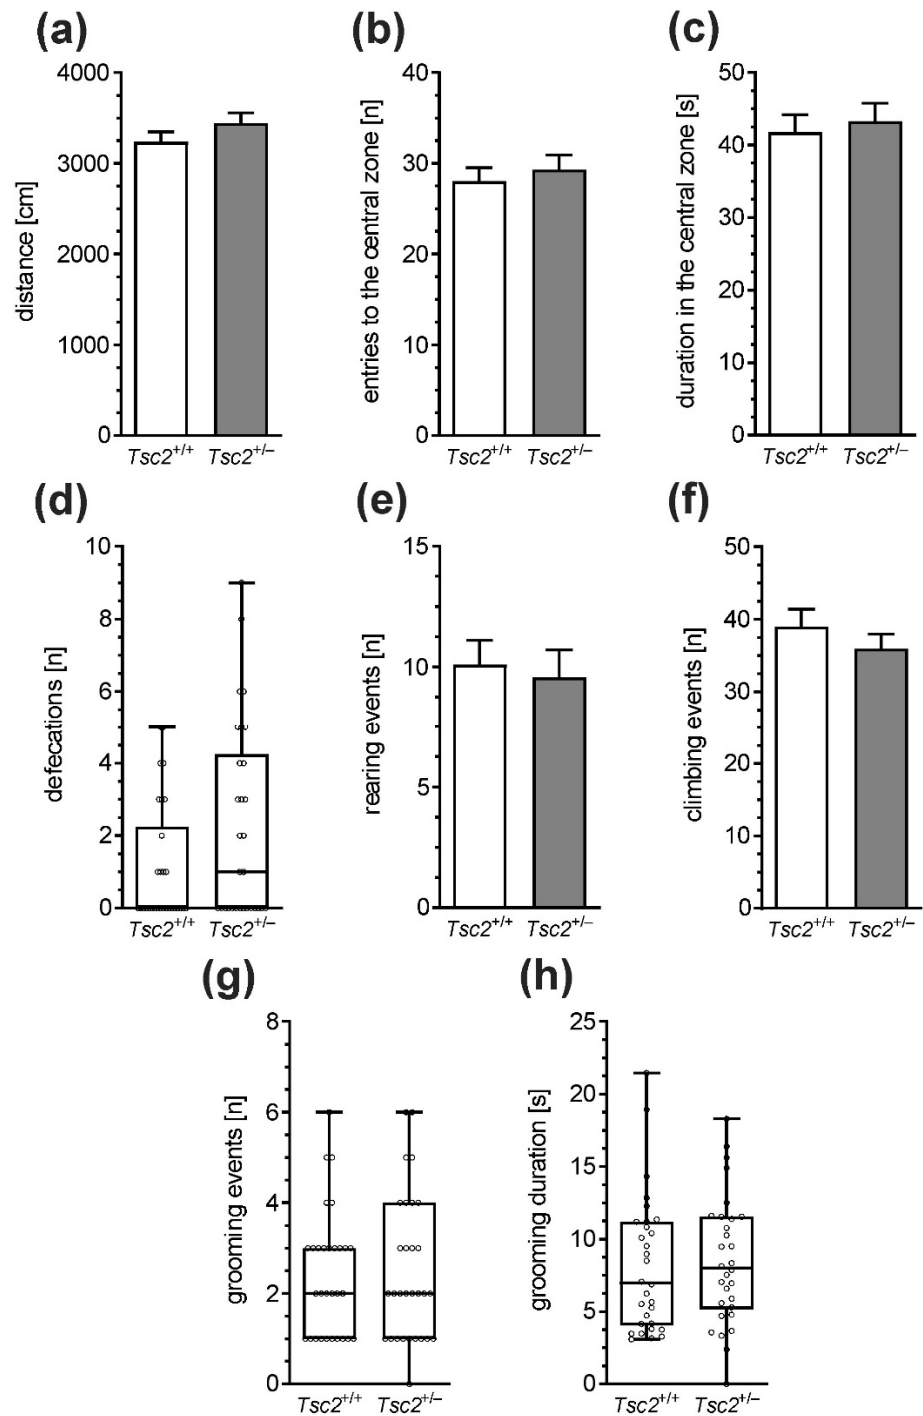 (a) (b) (c)
distance [cm]
4000
3000
2000
1000
0
Tsc2+/+ Tsc2+/–
entries to the central zone [n]
40
30
20
10
0
Tsc2+/+ Tsc2+/–
duration in the central zone [s]
50
40
30
20
10
0
Tsc2+/+ Tsc2+/–
(d) (e) (f)
defecations [n]
10
8
6
4
2
0
Tsc2+/+ Tsc2+/–
rearing events [n]
15
10
5
0
Tsc2+/+ Tsc2+/–
climbing events [n]
50
40
30
20
10
0
Tsc2+/+ Tsc2+/–
(g) (h)
grooming events [n]
8
6
4
2
0
Tsc2+/+ Tsc2+/–
grooming duration [s]
25
20
15
10
5
0
Tsc2+/+ Tsc2+/–